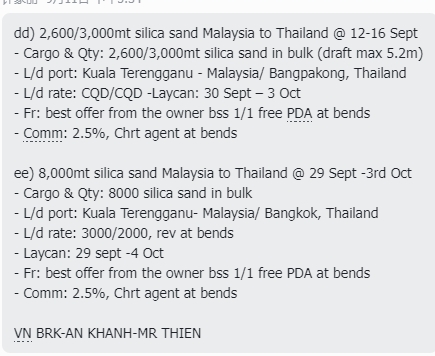 dd) 2,600/3,000mt silica sand Malaysia to Thailand @ 12-16 Sept
- Cargo & Qty: 2,600/3,000mt silica sand in bulk (draft max 5.2m)
- L/d port: Kuala Terengganu - Malaysia/ Bangpakong, Thailand
- L/d rate: CQD/CQD -Laycan: 30 Sept – 3 Oct
- Fr: best offer from the owner bss 1/1 free PDA at bends
- Comm: 2.5%, Chrt agent at bends
ee) 8,000mt silica sand Malaysia to Thailand @ 29 Sept -3rd Oct
- Cargo & Qty: 8000 silica sand in bulk
- L/d port: Kuala Terengganu- Malaysia/ Bangkok, Thailand
- L/d rate: 3000/2000, rev at bends
- Laycan: 29 sept -4 Oct
- Fr: best offer from the owner bss 1/1 free PDA at bends
- Comm: 2.5%, Chrt agent at bends
VN BRK-AN KHANH-MR THIEN